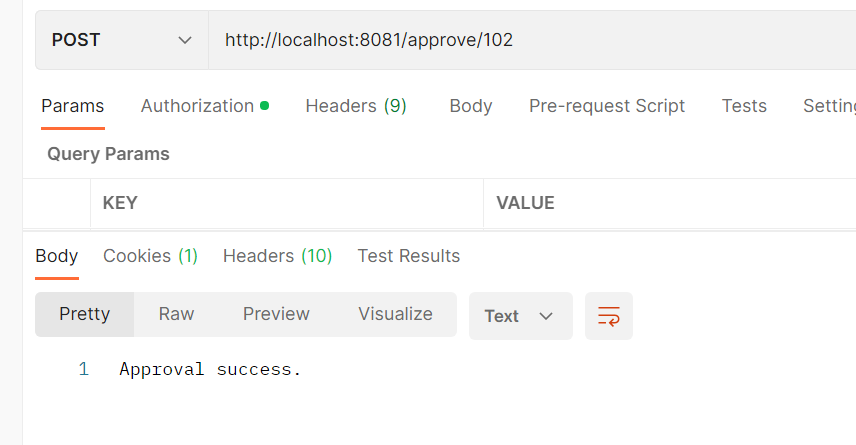 POST http://localhost:8081/approve/102
Params Authorization Headers (9) Body Pre-request Script Tests Settin
Query Params
KEY VALUE
Body Cookies (1) Headers (10) Test Results
Pretty Raw Preview Visualize Text
1 Approval success.